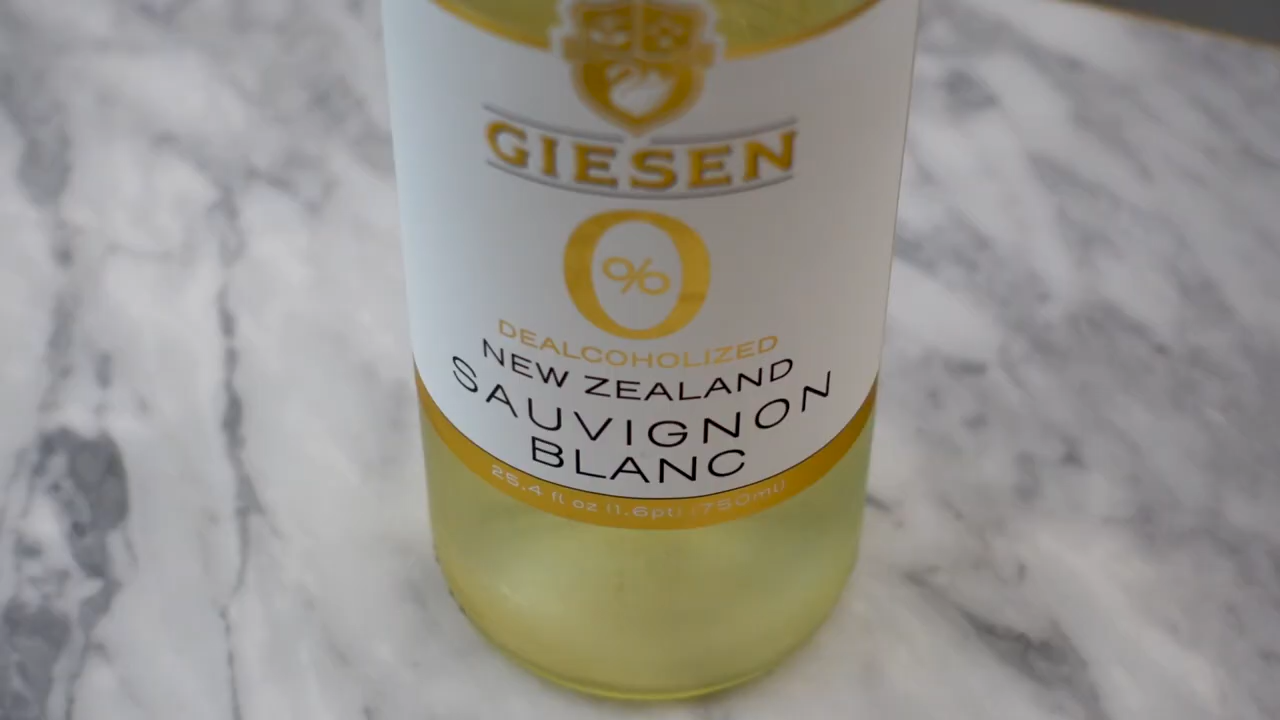 GIESEN
0%
DEALCOHOLIZED
NEW ZEALAND
SAUVIGNON
BLANC
25.4 fl oz (1.6pt) (750ml)